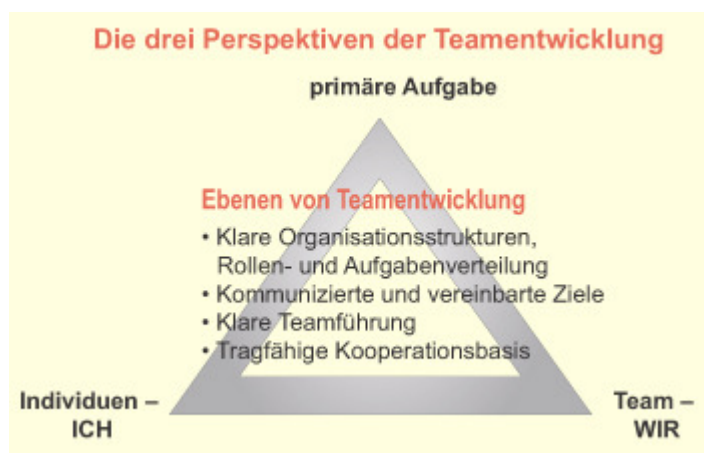 Die drei Perspektiven der Teamentwicklung
primäre Aufgabe
Ebenen von Teamentwicklung
• Klare Organisationsstrukturen,
Rollen- und Aufgabenverteilung
• Kommunizierte und vereinbarte Ziele
• Klare Teamführung
• Tragfähige Kooperationsbasis
Individuen –
ICH
Team –
WIR